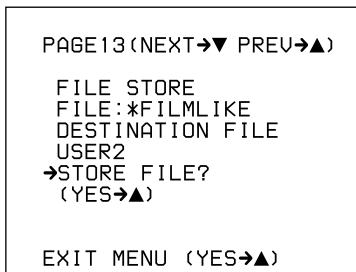 PAGE13(NEXT→▼ PREV→▲)
FILE STORE
FILE:*FILMLIKE
DESTINATION FILE
USER2
→STORE FILE?
(YES→▲)
EXIT MENU (YES→▲)